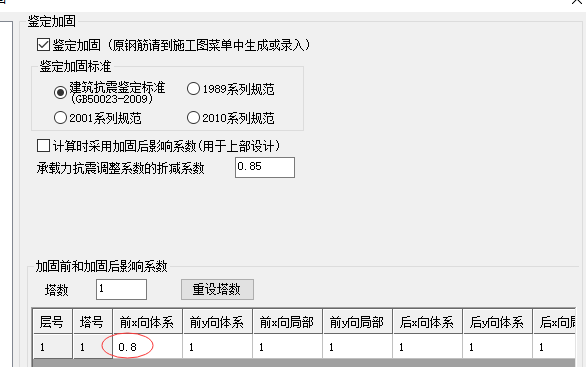 鉴定加固
鉴定加固（原钢筋请到施工图菜单中生成或录入）
鉴定加固标准
建筑抗震鉴定标准
(GB50023-2009)
1989系列规范
2001系列规范
2010系列规范
计算时采用加固后影响系数(用于上部设计)
承载力抗震调整系数的折减系数 0.85
加固前和加固后影响系数
塔数 1 重设塔数
层号 塔号 前x向体系 前y向体系 前x向局部 前y向局部 后x向体系 后y向体系 后x向
1 1 0.8 1 1 1 1 1 1